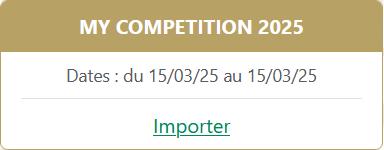 MY COMPETITION 2025
Dates : du 15/03/25 au 15/03/25
Importer